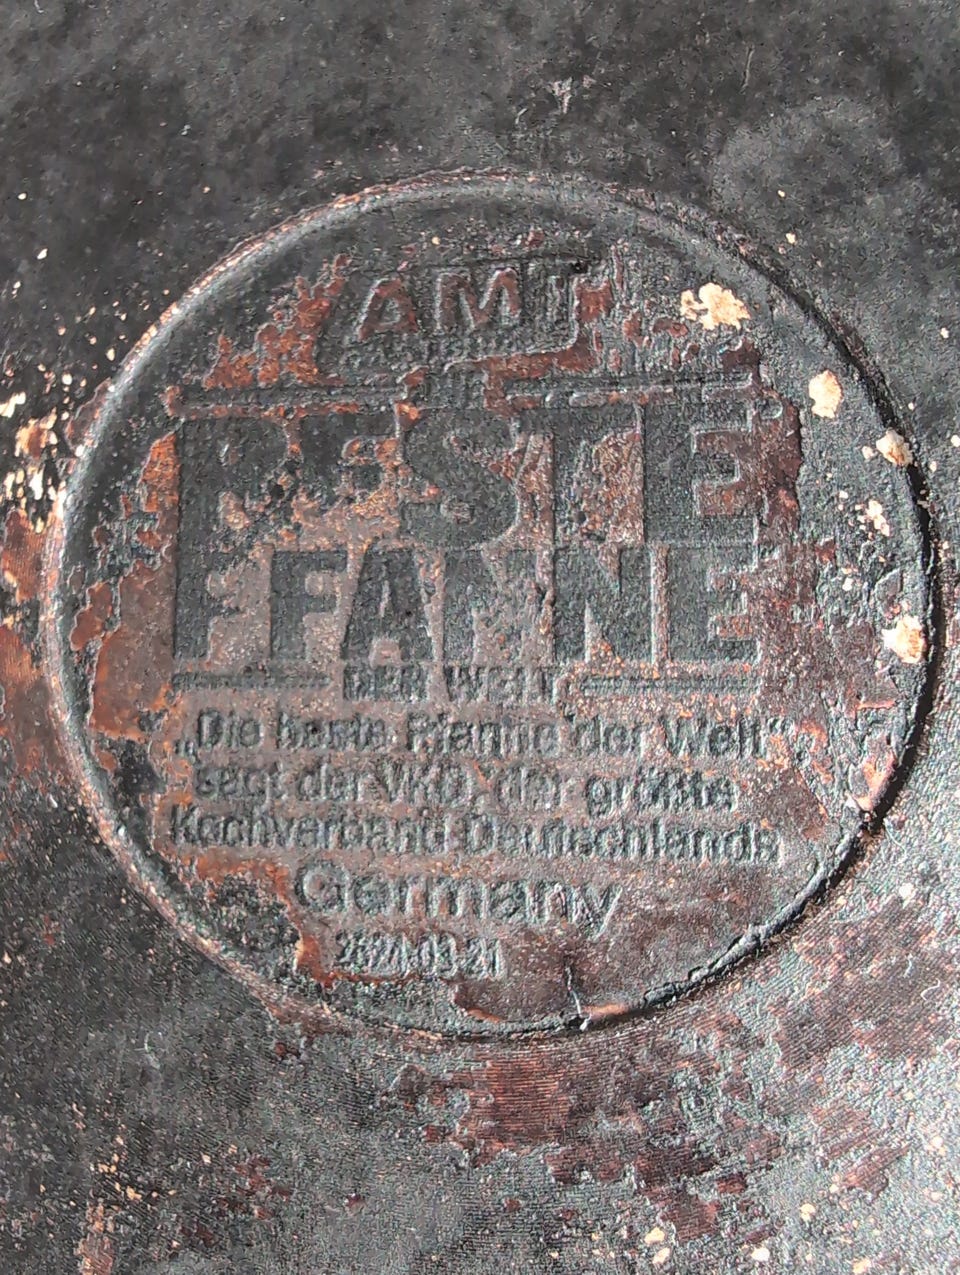 AMT
BESTE
PFANNE
DER WELT
„Die beste Pfanne der Welt“
sagt der VKD, der größte
Kochverband Deutschlands
Germany